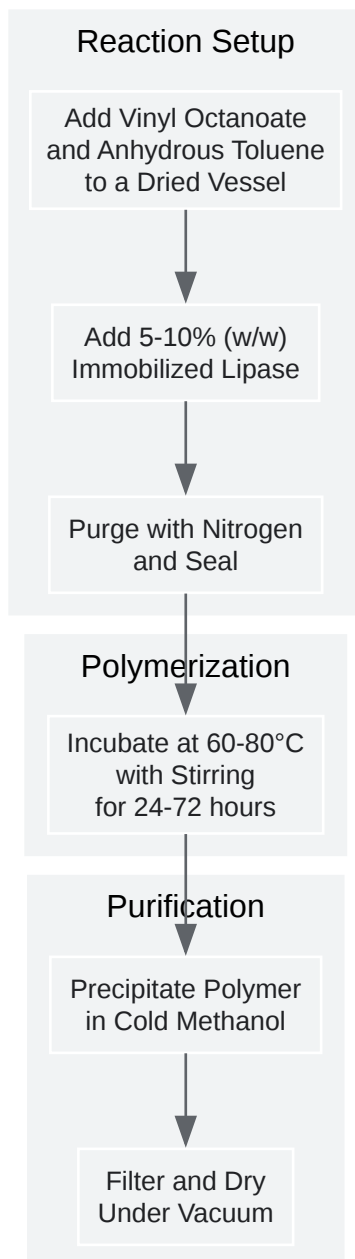 Reaction Setup
Add Vinyl Octanoate
and Anhydrous Toluene
to a Dried Vessel
Add 5-10% (w/w)
Immobilized Lipase
Purge with Nitrogen
and Seal
Polymerization
Incubate at 60-80°C
with Stirring
for 24-72 hours
Purification
Precipitate Polymer
in Cold Methanol
Filter and Dry
Under Vacuum